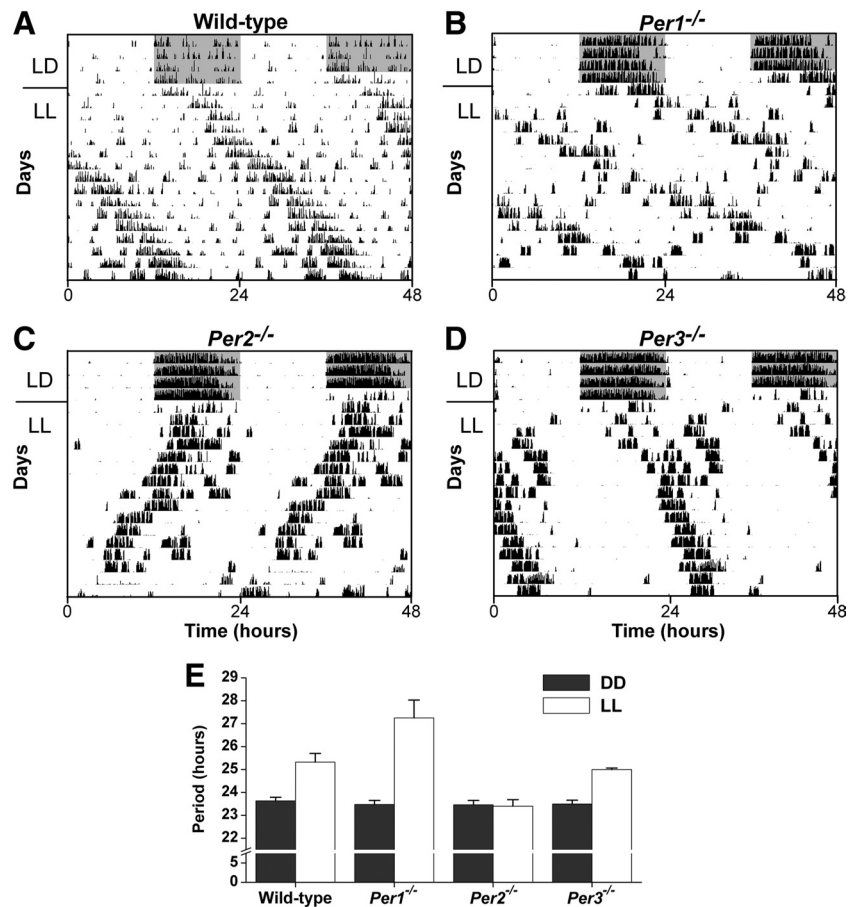 A
Wild-type
LD
LL
Days
0
24
48
B
Per1-/-
LD
LL
Days
0
24
48
C
Per2-/-
LD
LL
Days
0
24
48
Time (hours)
D
Per3-/-
LD
LL
Days
0
24
48
Time (hours)
E
DD
LL
Period (hours)
29
28
27
26
25
24
23
22
5
0
Wild-type
Per1-/-
Per2-/-
Per3-/-